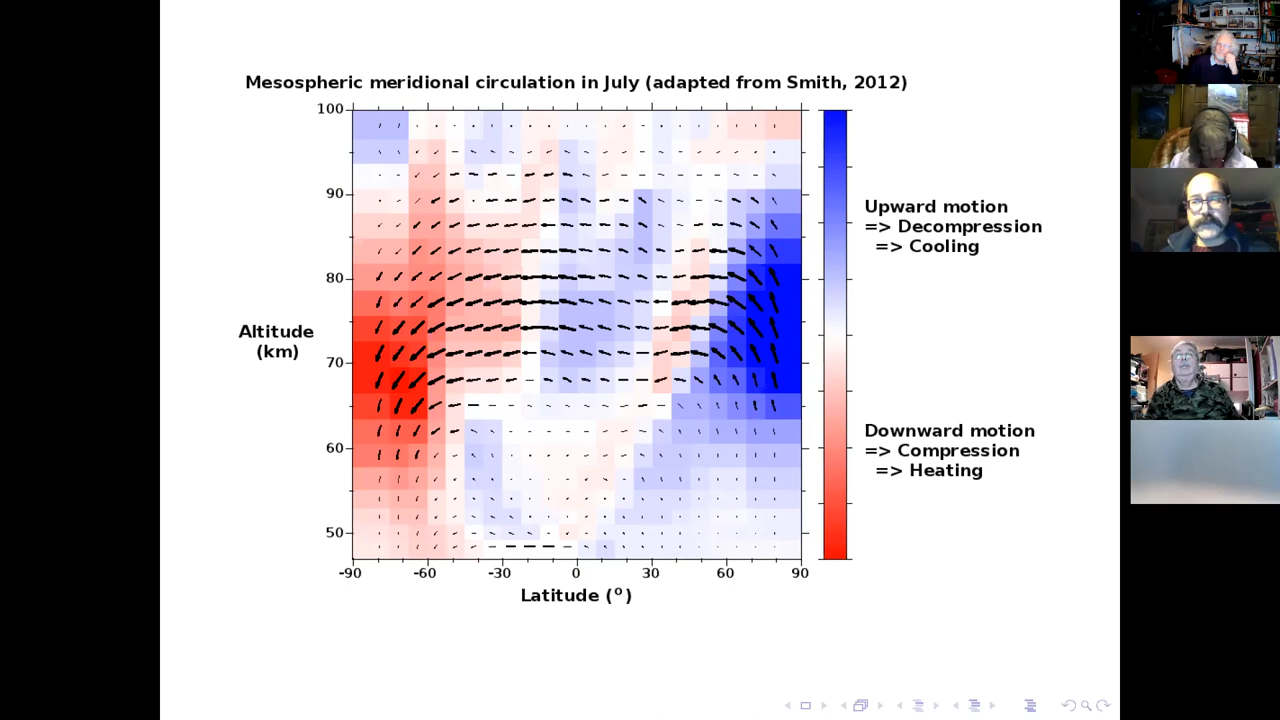 Mesospheric meridional circulation in July (adapted from Smith, 2012)
100
90
80
70
60
50
Altitude
(km)
-90
-60
-30
0
30
60
90
Latitude (º)
Upward motion
=> Decompression
=> Cooling
Downward motion
=> Compression
=> Heating